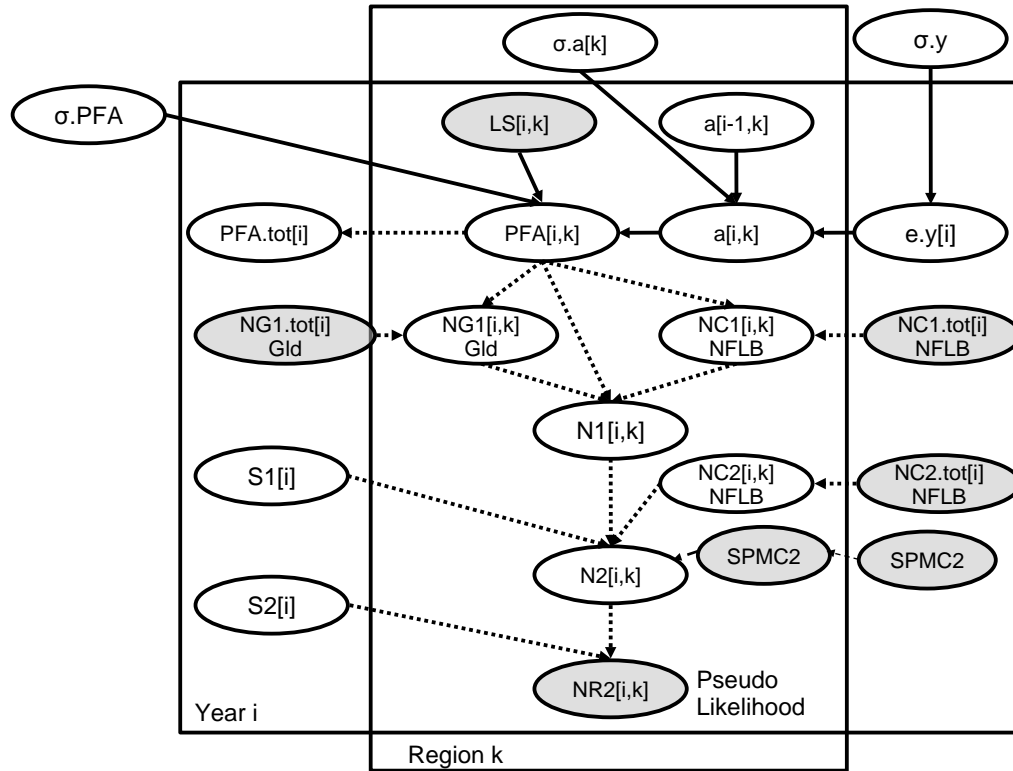 σ.a[k]
σ.y
σ.PFA
LS[i,k]
a[i-1,k]
PFA.tot[i]
PFA[i,k]
a[i,k]
e.y[i]
NG1.tot[i]
Gld
NG1[i,k]
Gld
NC1[i,k]
NFLB
NC1.tot[i]
NFLB
N1[i,k]
S1[i]
NC2[i,k]
NFLB
NC2.tot[i]
NFLB
SPMC2
SPMC2
N2[i,k]
S2[i]
NR2[i,k]
Pseudo
Likelihood
Year i
Region k